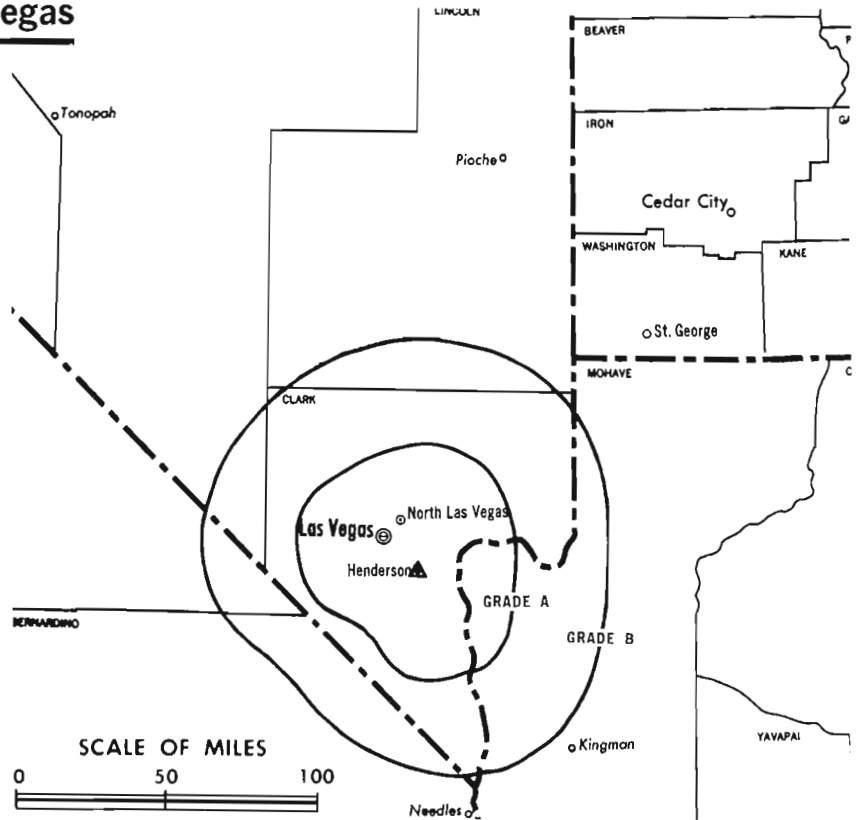 egas
LINCOLN
BEAVER
Tonopah
IRON
Pioche
Cedar City
WASHINGTON
KANE
St. George
MOHAVE
CLARK
North Las Vegas
Las Vegas
Henderson
GRADE A
BERNARDINO
GRADE B
YAVAPAI
Kingman
SCALE OF MILES
0 50 100
Needles